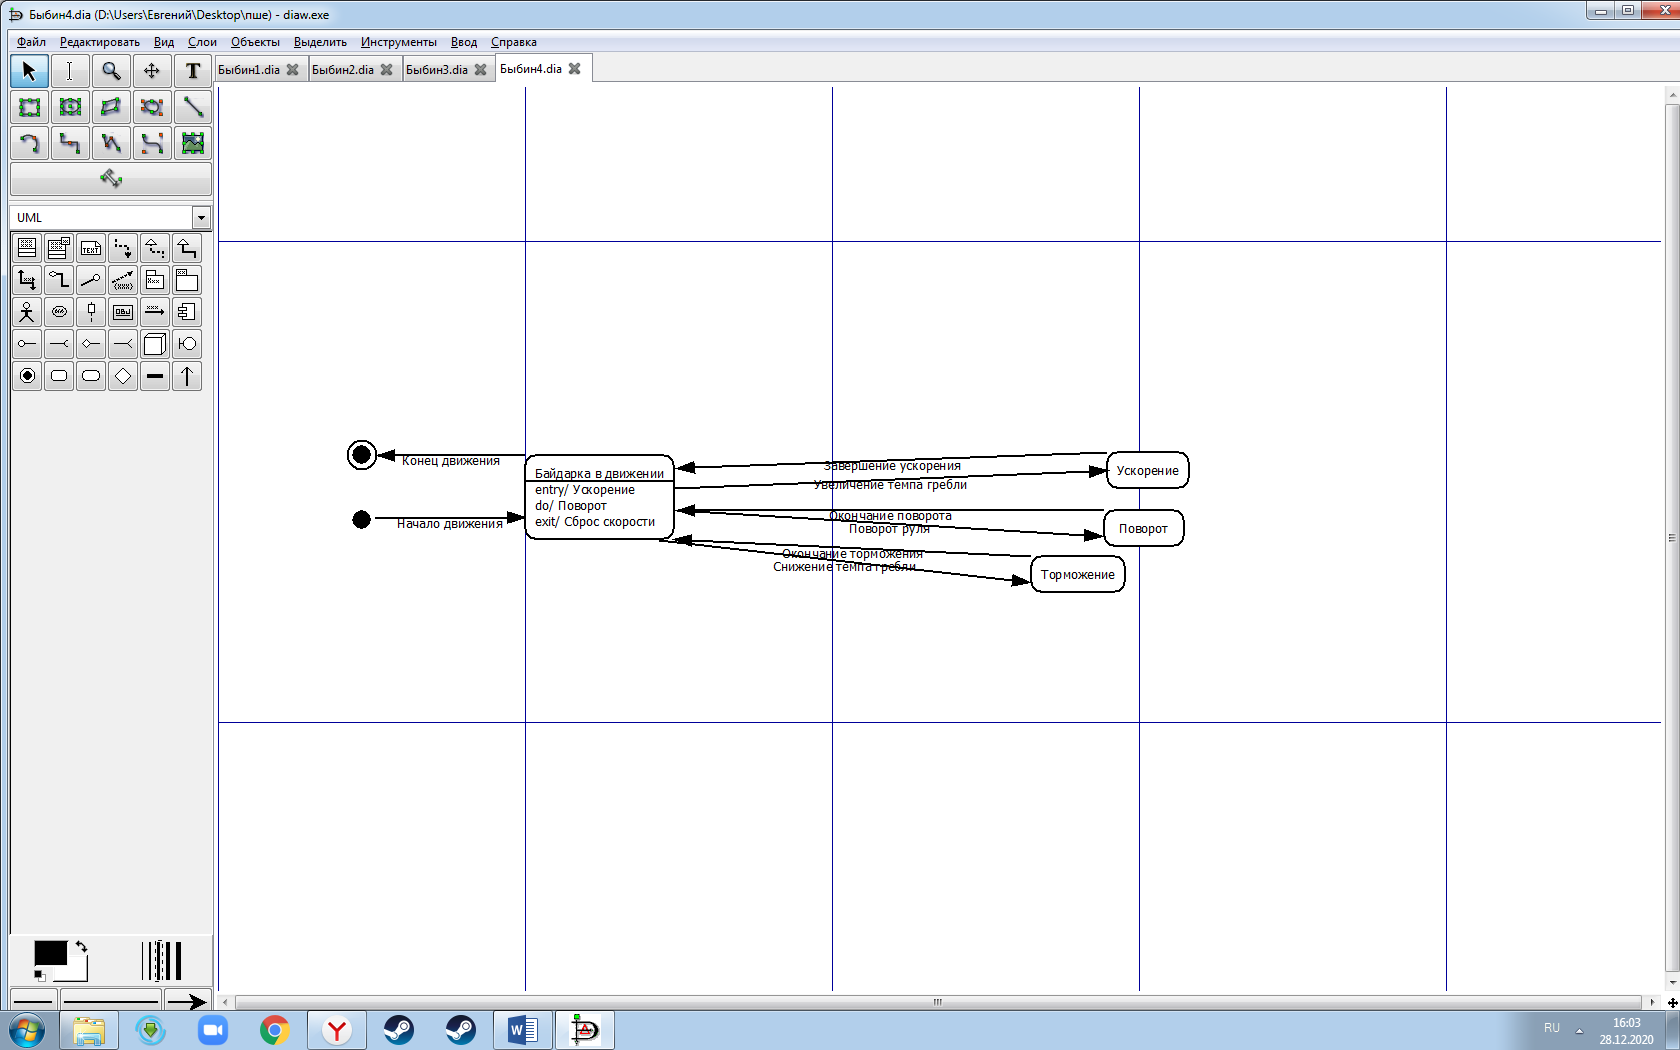 Быбин4.dia (D:\Users\Евгений\Desktop\пше) - diaw.exe
Файл Редактировать Вид Слои Объекты Выделить Инструменты Ввод Справка
Быбин1.dia Быбин2.dia Быбин3.dia Быбин4.dia
T
UML
TEXT
OBJ
Конец движения
Начало движения
Байдарка в движении
entry/ Ускорение
do/ Поворот
exit/ Сброс скорости
Завершение ускорения
Увеличение темпа гребли
Ускорение
Окончание поворота
Поворот руля
Поворот
Окончание торможения
Снижение темпа гребли
Торможение
RU
16:03
28.12.2020